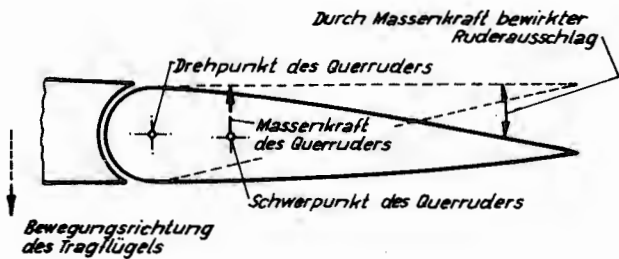 Durch Massenkraft bewirkter
Ruderausschlag
Drehpunkt des Querruders
Massenkraft
des Querruders
Schwerpunkt des Querruders
Bewegungsrichtung
des Tragflügels